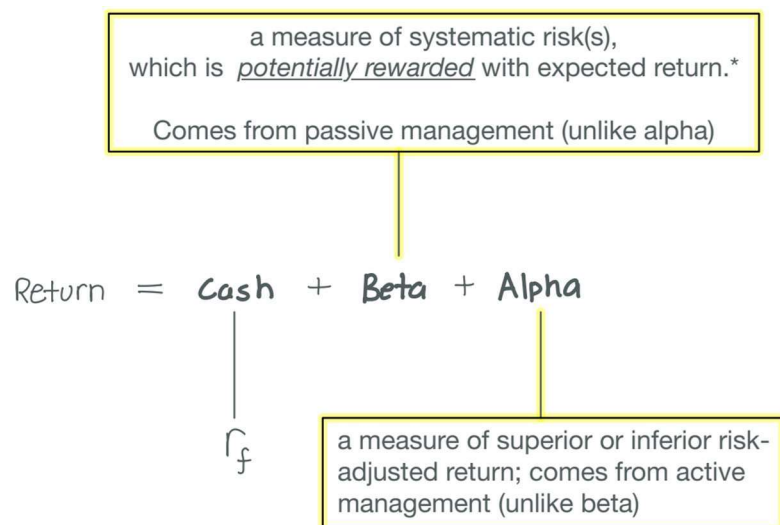 a measure of systematic risk(s),
which is potentially rewarded with expected return.*
Comes from passive management (unlike alpha)
Return = Cash + Beta + Alpha
rf
a measure of superior or inferior risk-
adjusted return; comes from active
management (unlike beta)